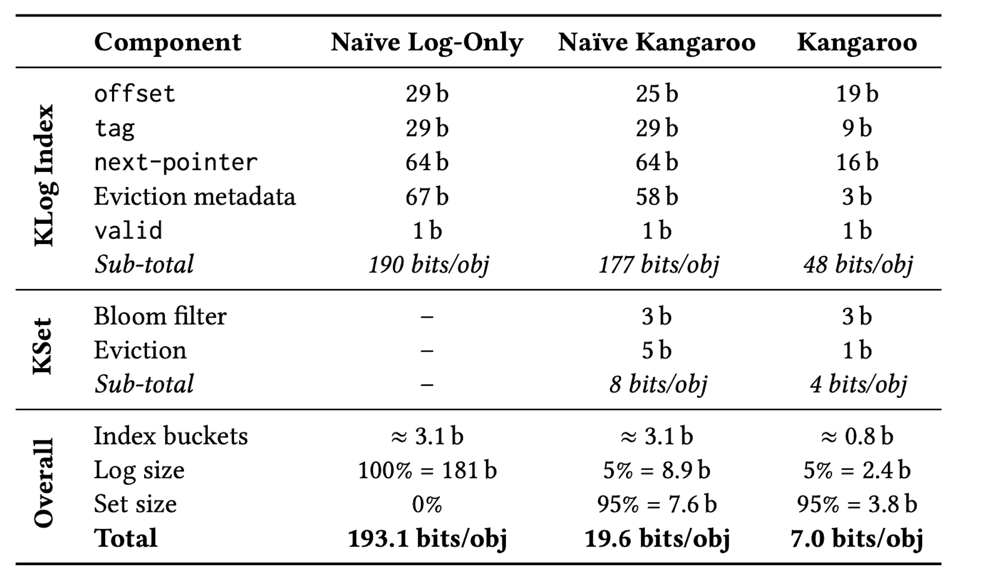 Component Naïve Log-Only Naïve Kangaroo Kangaroo
KLog Index
offset 29 b 25 b 19 b
tag 29 b 29 b 9 b
next-pointer 64 b 64 b 16 b
Eviction metadata 67 b 58 b 3 b
valid 1 b 1 b 1 b
Sub-total 190 bits/obj 177 bits/obj 48 bits/obj
KSet
Bloom filter – 3 b 3 b
Eviction – 5 b 1 b
Sub-total – 8 bits/obj 4 bits/obj
Overall
Index buckets ≈ 3.1 b ≈ 3.1 b ≈ 0.8 b
Log size 100% = 181 b 5% = 8.9 b 5% = 2.4 b
Set size 0% 95% = 7.6 b 95% = 3.8 b
Total 193.1 bits/obj 19.6 bits/obj 7.0 bits/obj